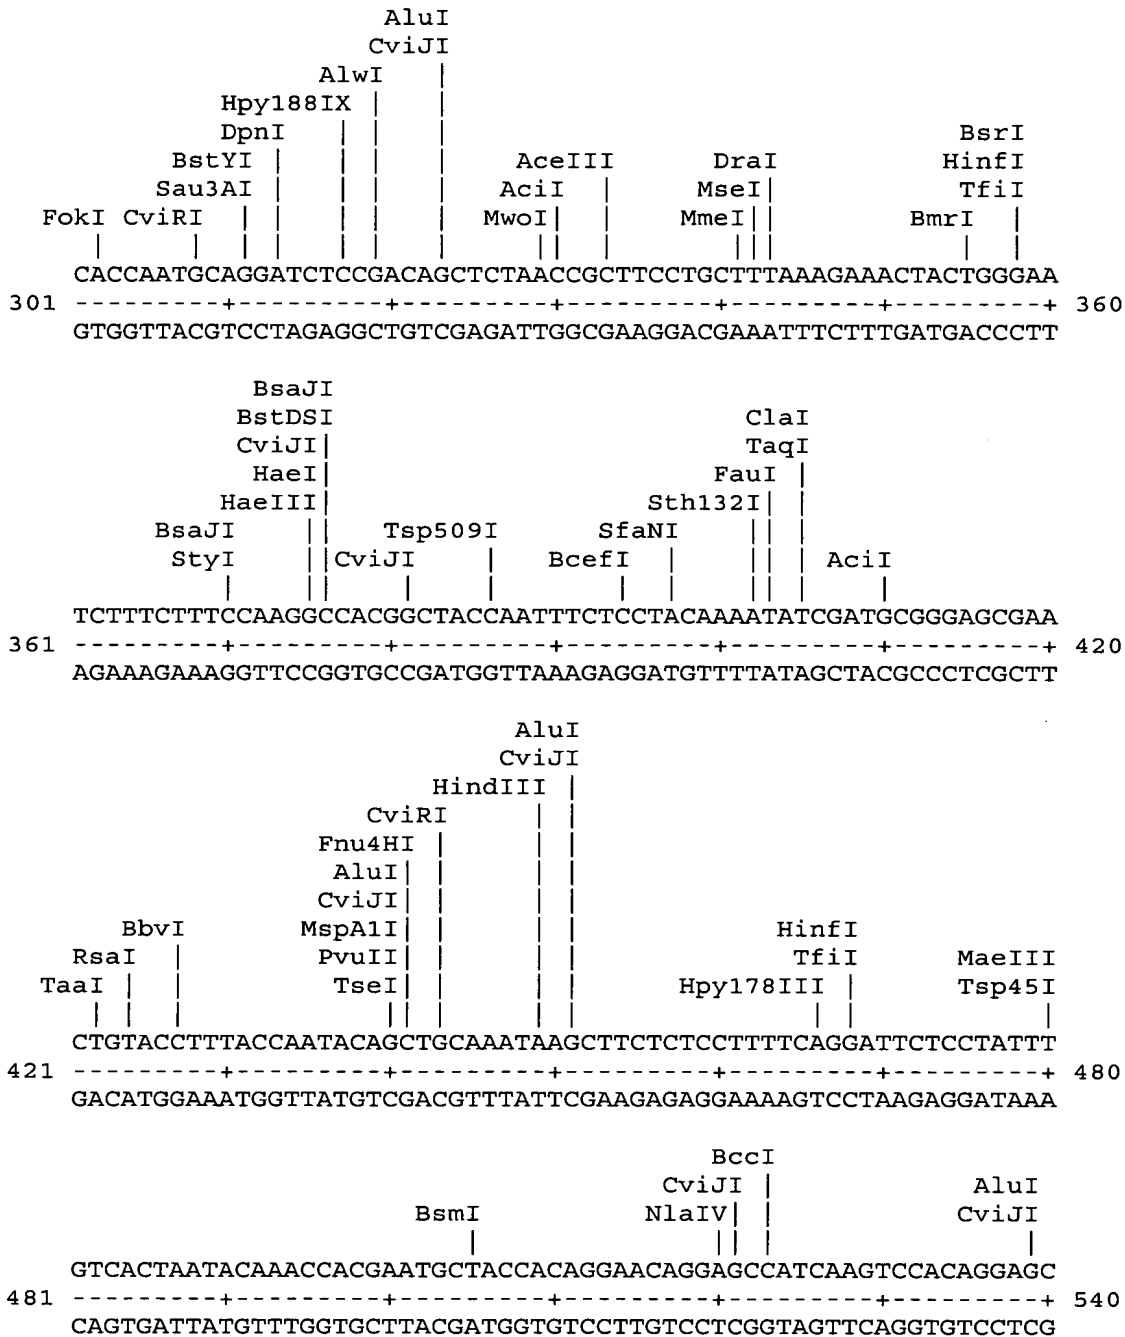 AluI
CviJI
AlwI
Hpy188IX
DpnI
BstYI AceIII DraI BsrI
Sau3AI AciI MseI HinfI
FokI CviRI MwoI MmeI BmrI TfiI
CACCAATGCAGGATCTCCGACAGCTCTAACCGCTTCCTGCTTTAAAGAAACTACTGGGAA
301 ---------+---------+---------+---------+---------+---------+ 360
GTGGTTACGTCCTAGAGGCTGTCGAGATTGGCGAAGGACGAAATTTCTTTGATGACCCTT
BsaJI
BstDSI ClaI
CviJI TaqI
HaeI FauI
HaeIII Sth132I
BsaJI Tsp509I SfaNI
StyI CviJI BcefI AciI
TCTTTCTTTCCAAGGCCACGGCTACCAATTTCTCCTACAAAATATCGATGCGGGAGCGAA
361 ---------+---------+---------+---------+---------+---------+ 420
AGAAAGAAAGGTTCCGGTGCCGATGGTTAAAGAGGATGTTTTATAGCTACGCCCTCGCTT
AluI
CviJI
HindIII
CviRI
Fnu4HI
AluI
CviJI
BbvI MspA1I HinfI
RsaI PvuII TfiI MaeIII
TaaI TseI Hpy178III Tsp45I
CTGTACCTTTACCAATACAGCTGCAAATAAGCTTCTCTCCTTTTCAGGATTCTCCTATTT
421 ---------+---------+---------+---------+---------+---------+ 480
GACATGGAAATGGTTATGTCGACGTTTATTCGAAGAGAGGAAAAGTCCTAAGAGGATAAA
BccI
CviJI AluI
BsmI NlaIV CviJI
GTCACTAATACAAACCACGAATGCTACCACAGGAACAGGAGCCATCAAGTCCACAGGAGC
481 ---------+---------+---------+---------+---------+---------+ 540
CAGTGATTATGTTTGGTGCTTACGATGGTGTCCTTGTCCTCGGTAGTTCAGGTGTCCTCG